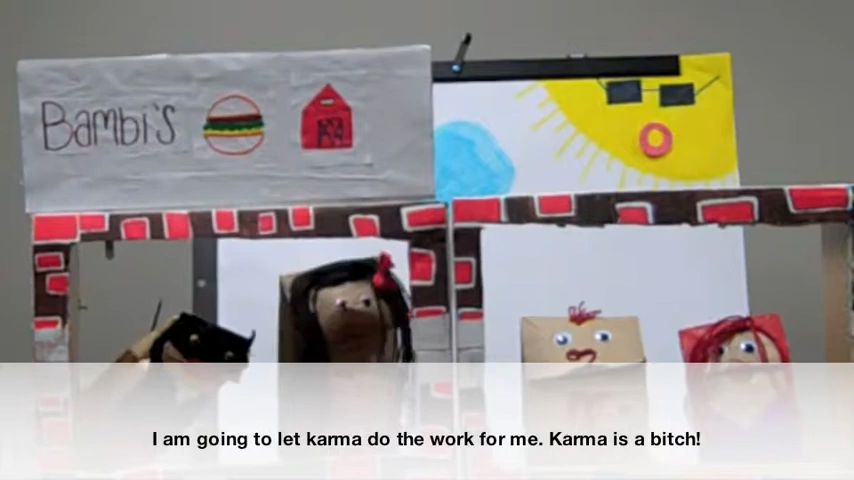 Bambi's
I am going to let karma do the work for me. Karma is a bitch!